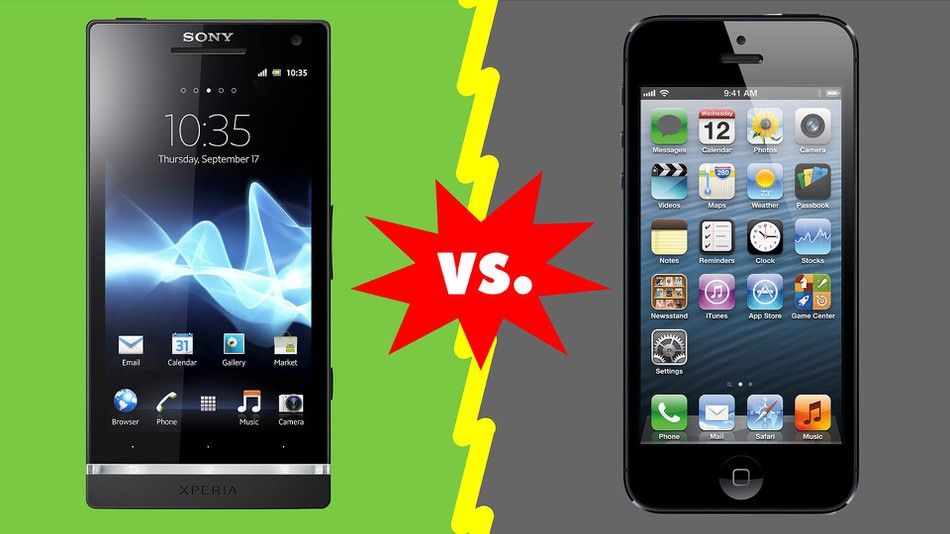 SONY
10:35
10:35
Thursday, September 17
Email Calendar Gallery Market
31
Browser Phone Music Camera
XPERIA
VS.
9:41 AM
Wednesday
12
Messages Calendar Photos Camera
280
73°
Videos Maps Weather Passbook
Notes Reminders Clock Stocks
Newsstand iTunes App Store Game Center
Settings
Phone Mail Safari Music